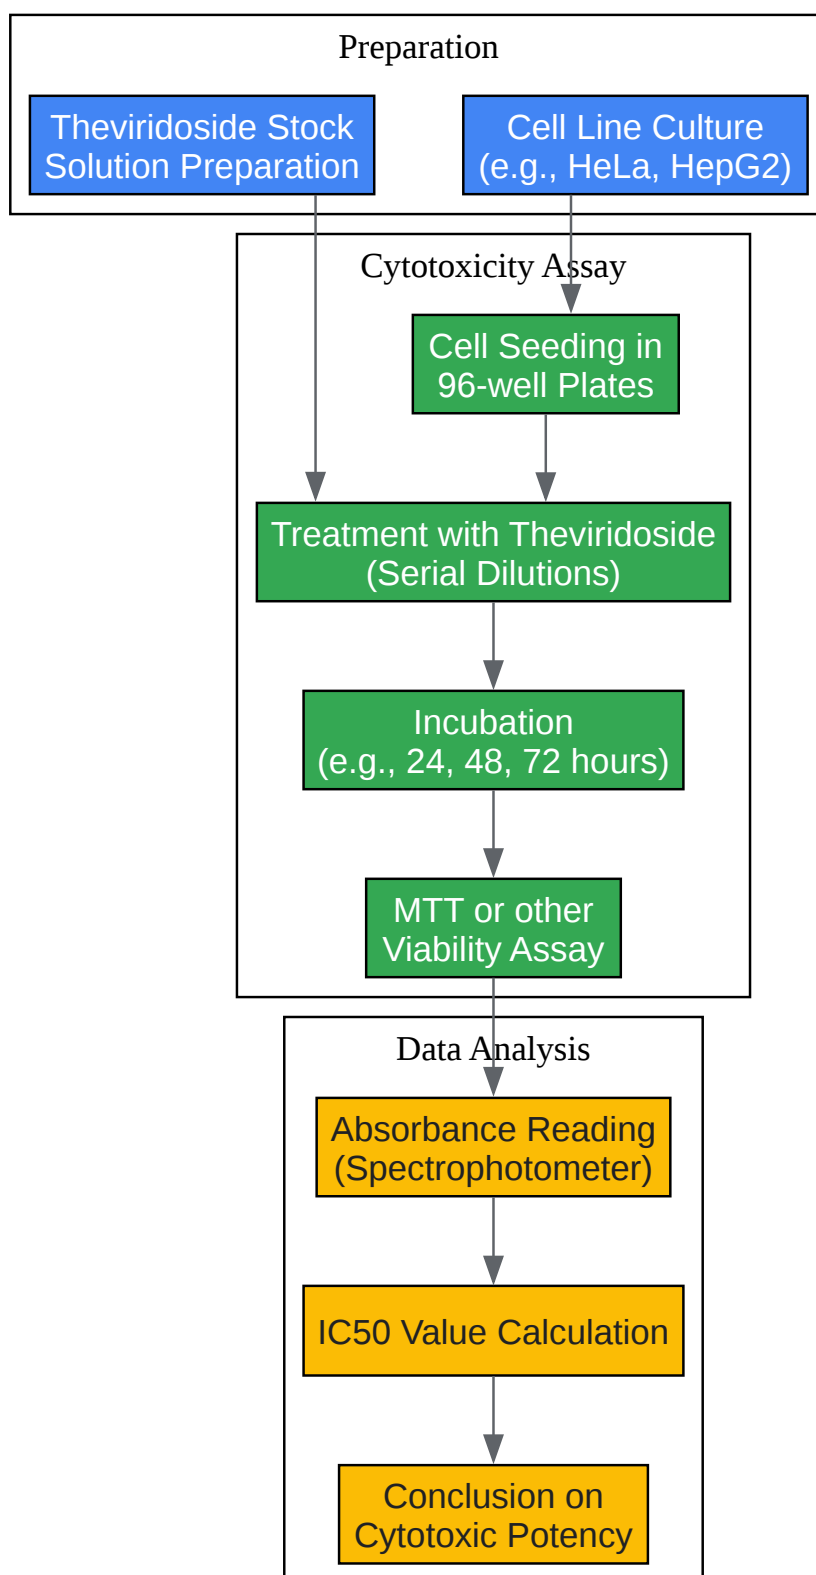 Preparation
Theviridoside Stock
Solution Preparation
Cell Line Culture
(e.g., HeLa, HepG2)
Cytotoxicity Assay
Cell Seeding in
96-well Plates
Treatment with Theviridoside
(Serial Dilutions)
Incubation
(e.g., 24, 48, 72 hours)
MTT or other
Viability Assay
Data Analysis
Absorbance Reading
(Spectrophotometer)
IC50 Value Calculation
Conclusion on
Cytotoxic Potency